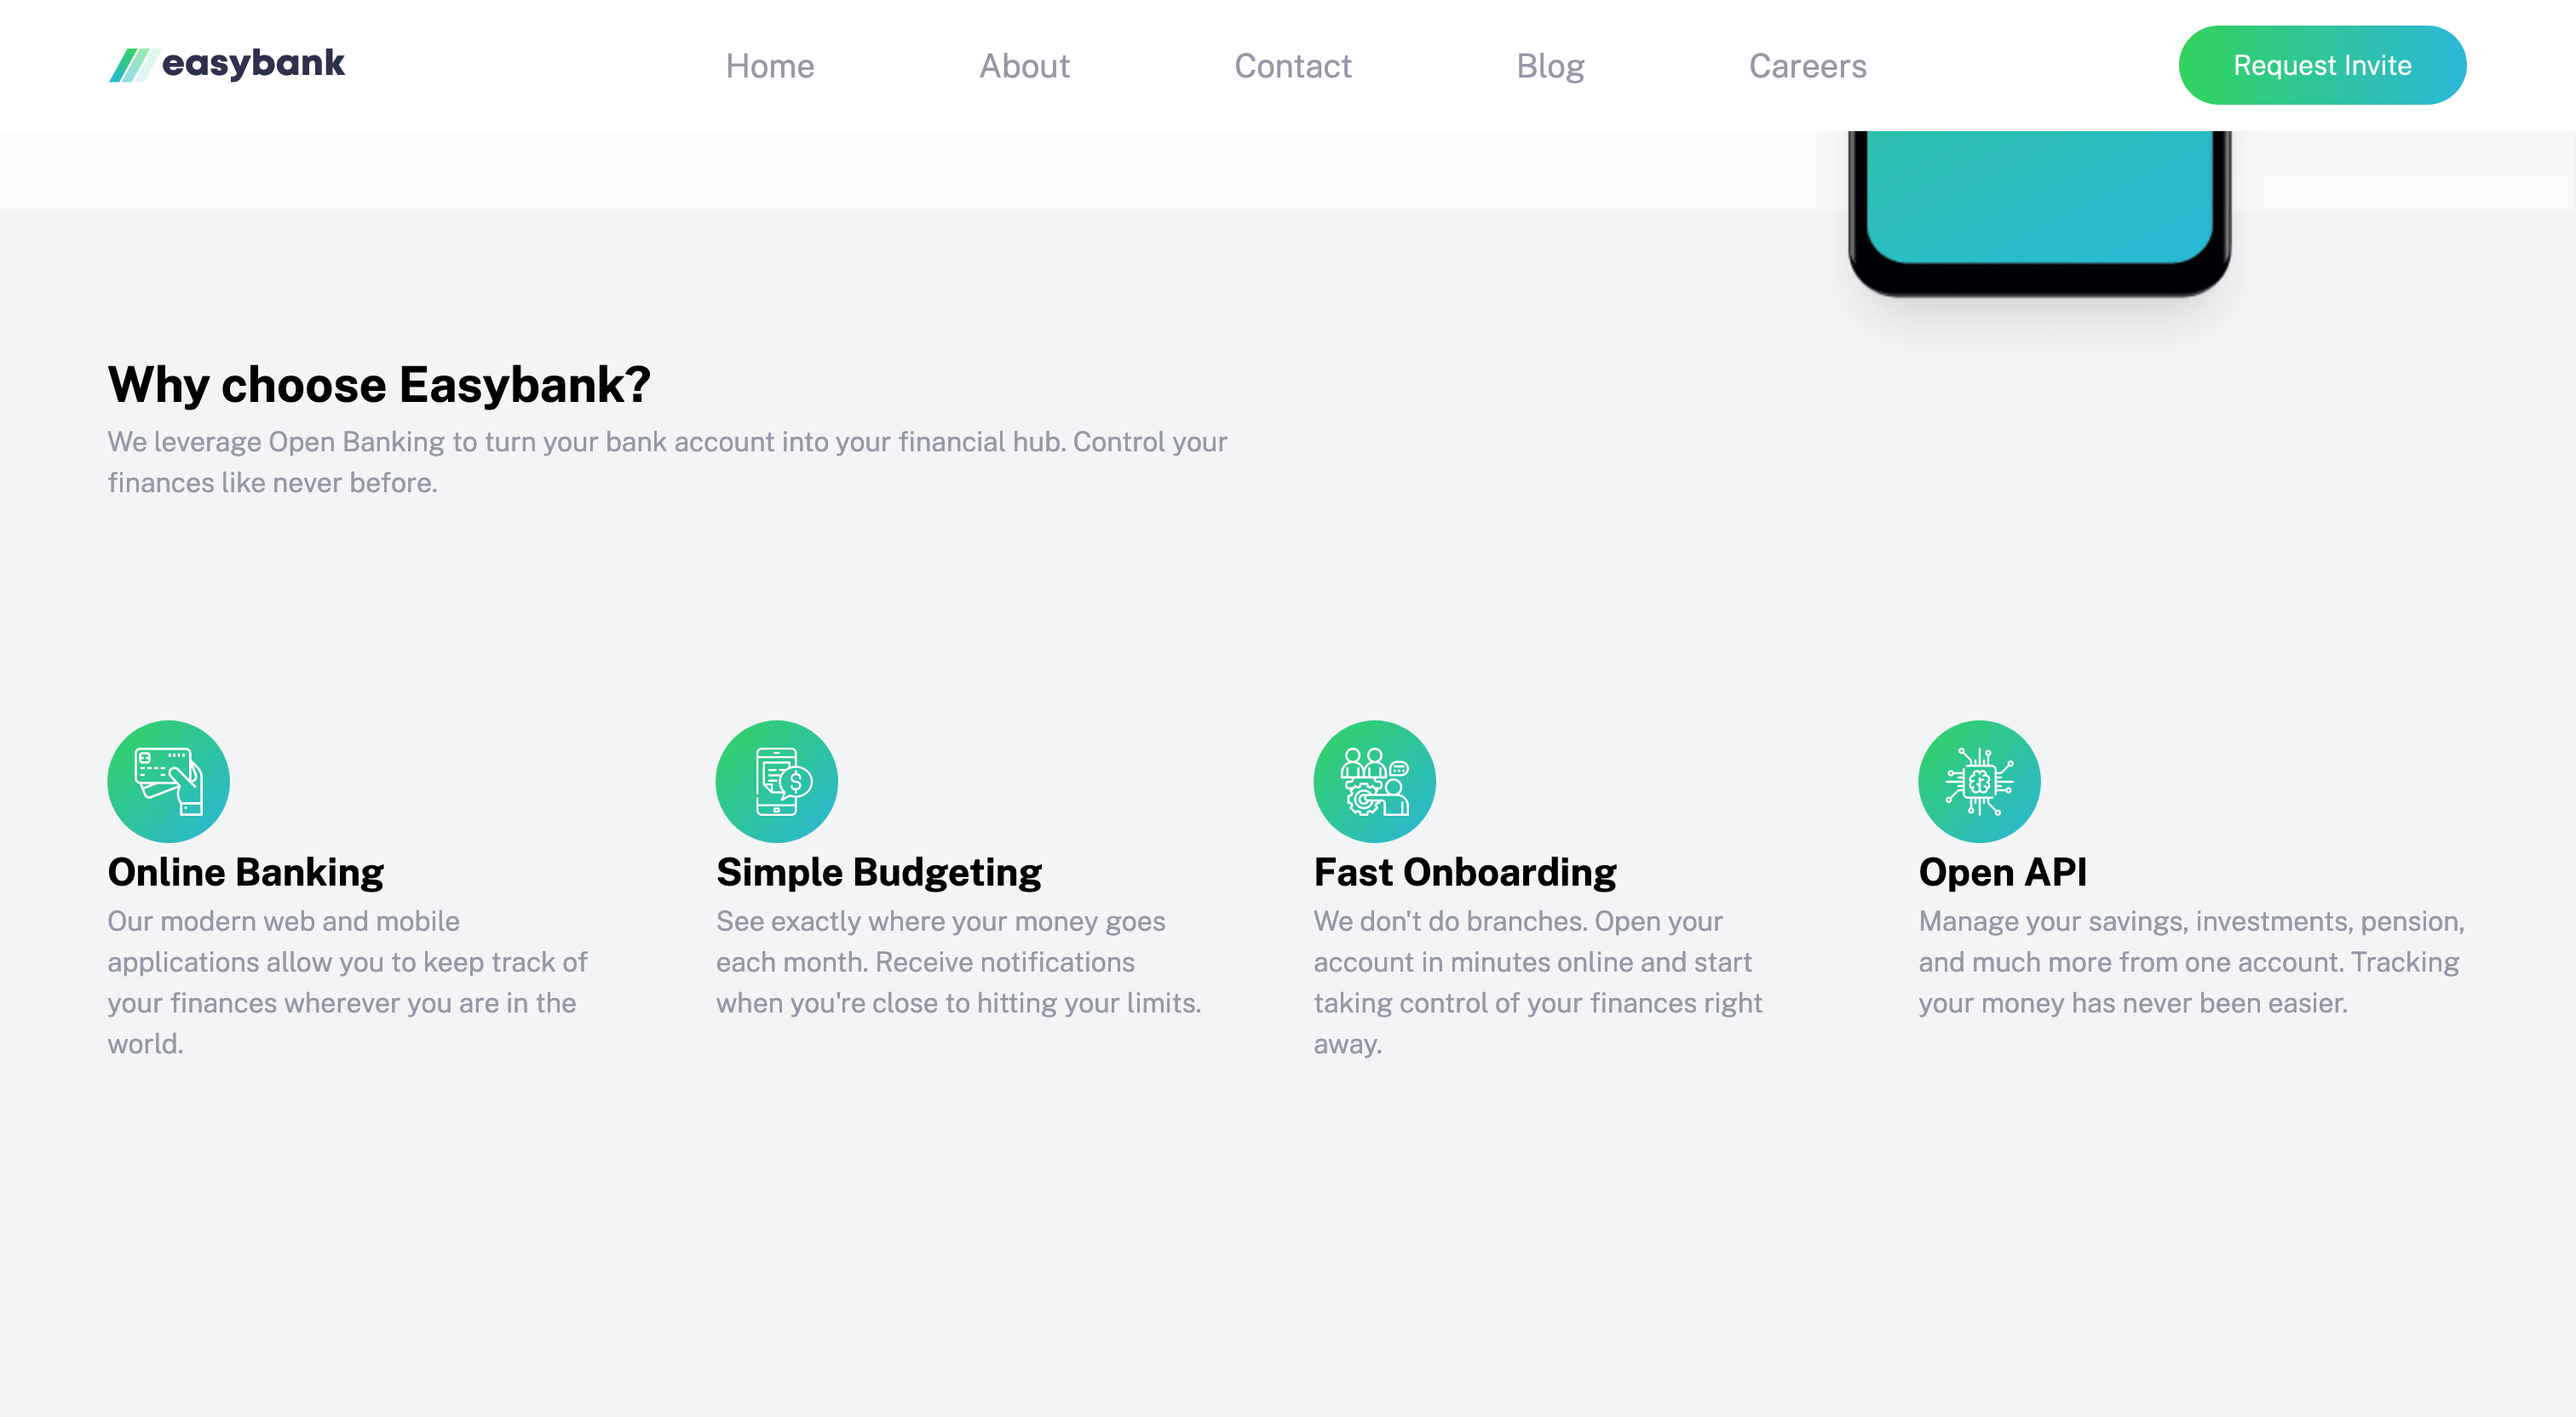 easybank
Home
About
Contact
Blog
Careers
Request Invite
Why choose Easybank?
We leverage Open Banking to turn your bank account into your financial hub. Control your
finances like never before.
Online Banking
Our modern web and mobile
applications allow you to keep track of
your finances wherever you are in the
world.
Simple Budgeting
See exactly where your money goes
each month. Receive notifications
when you're close to hitting your limits.
Fast Onboarding
We don't do branches. Open your
account in minutes online and start
taking control of your finances right
away.
Open API
Manage your savings, investments, pension,
and much more from one account. Tracking
your money has never been easier.